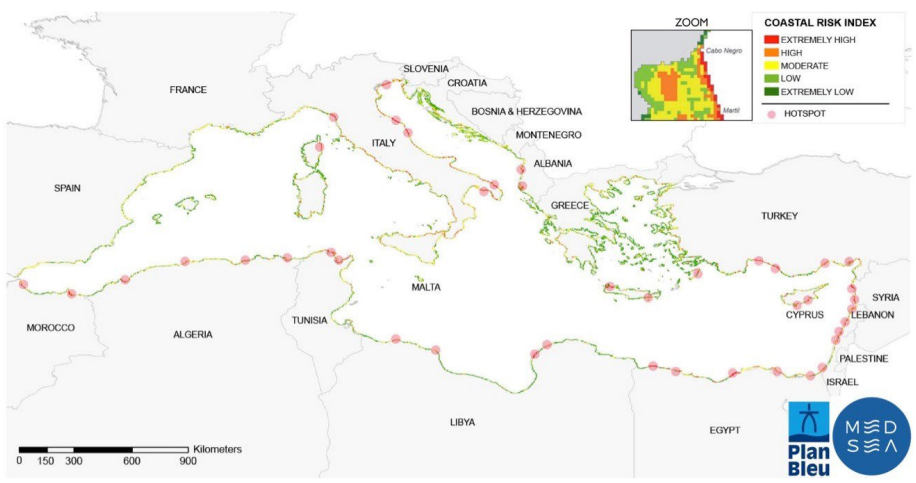 ZOOM
Cabo Negro
Martil
COASTAL RISK INDEX
EXTREMELY HIGH
HIGH
MODERATE
LOW
EXTREMELY LOW
HOTSPOT
SLOVENIA
CROATIA
FRANCE
BOSNIA & HERZEGOVINA
MONTENEGRO
ITALY
ALBANIA
SPAIN
GREECE
TURKEY
MALTA
SYRIA
CYPRUS
LEBANON
MOROCCO
ALGERIA
TUNISIA
PALESTINE
ISRAEL
LIBYA
EGYPT
Kilometers
0 150 300 600 900
Plan
Bleu
MED
SEA